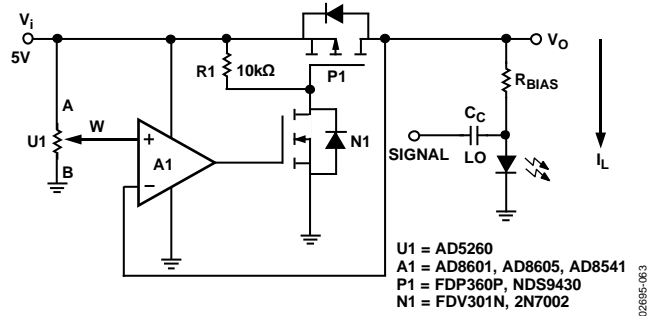 Vi
5V
A
U1
W
B
+
A1
−
R1
10kΩ
P1
N1
VO
RBIAS
CC
SIGNAL
LO
IL
U1 = AD5260
A1 = AD8601, AD8605, AD8541
P1 = FDP360P, NDS9430
N1 = FDV301N, 2N7002
02695-063